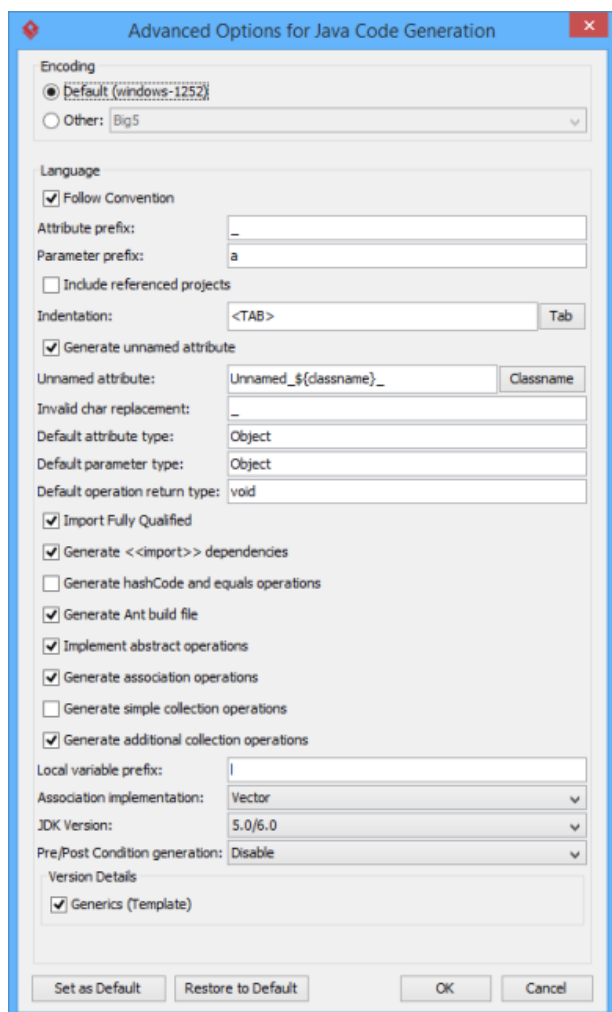 Advanced Options for Java Code Generation
Encoding
Default (windows-1252)
Other: Big5
Language
Follow Convention
Attribute prefix: _
Parameter prefix: a
Include referenced projects
Indentation: <TAB> Tab
Generate unnamed attribute
Unnamed attribute: Unnamed_${classname}_ Classname
Invalid char replacement: _
Default attribute type: Object
Default parameter type: Object
Default operation return type: void
Import Fully Qualified
Generate <<import>> dependencies
Generate hashCode and equals operations
Generate Ant build file
Implement abstract operations
Generate association operations
Generate simple collection operations
Generate additional collection operations
Local variable prefix: l
Association implementation: Vector
JDK Version: 5.0/6.0
Pre/Post Condition generation: Disable
Version Details
Generics (Template)
Set as Default Restore to Default OK Cancel